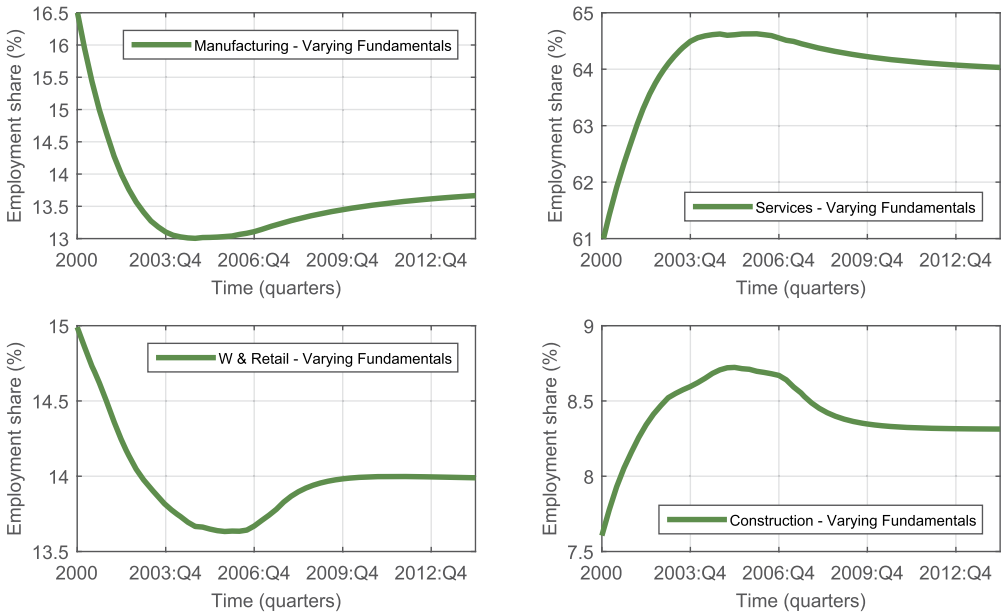 Employment share (%)
16.5
16
15.5
15
14.5
14
13.5
13
Manufacturing - Varying Fundamentals
2000 2003:Q4 2006:Q4 2009:Q4 2012:Q4
Time (quarters)
Employment share (%)
65
64
63
62
61
Services - Varying Fundamentals
2000 2003:Q4 2006:Q4 2009:Q4 2012:Q4
Time (quarters)
Employment share (%)
15
14.5
14
13.5
W & Retail - Varying Fundamentals
2000 2003:Q4 2006:Q4 2009:Q4 2012:Q4
Time (quarters)
Employment share (%)
9
8.5
8
7.5
Construction - Varying Fundamentals
2000 2003:Q4 2006:Q4 2009:Q4 2012:Q4
Time (quarters)